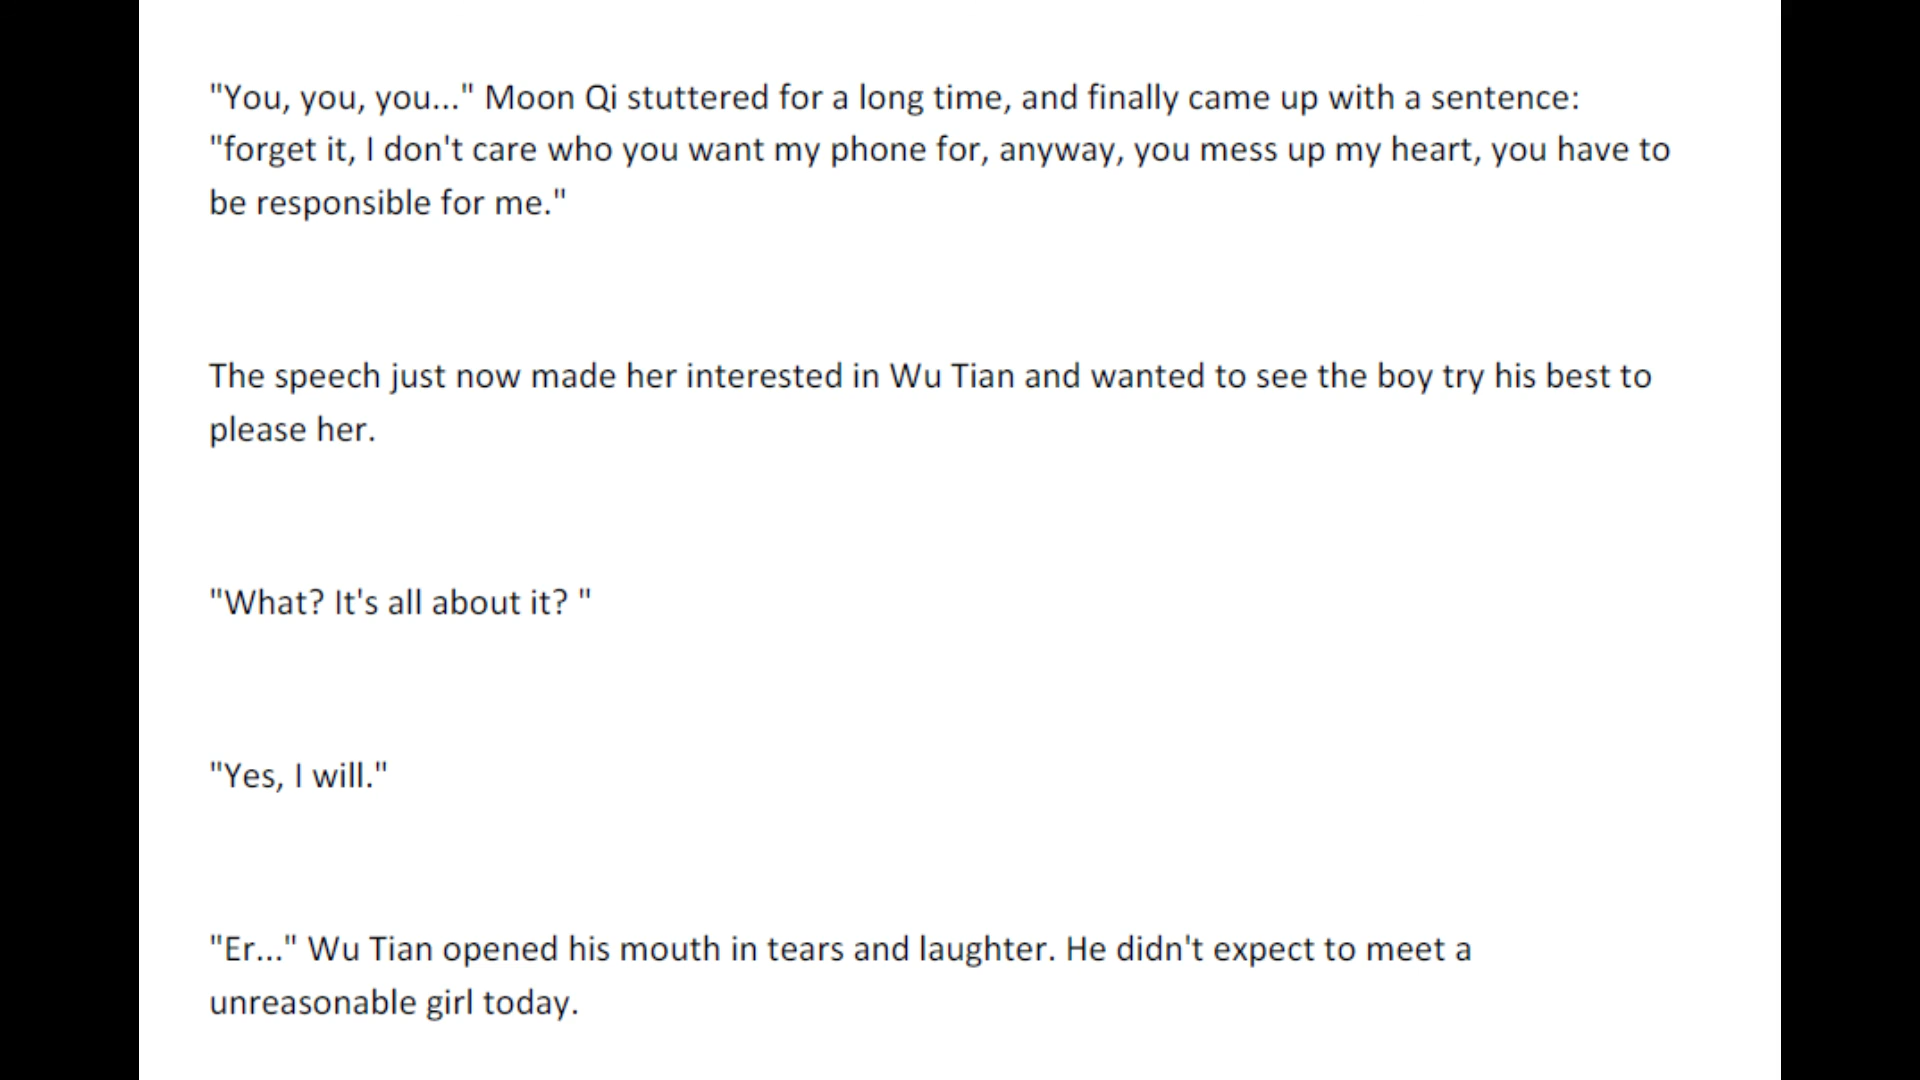 "You, you, you..." Moon Qi stuttered for a long time, and finally came up with a sentence:
"forget it, I don't care who you want my phone for, anyway, you mess up my heart, you have to
be responsible for me."
The speech just now made her interested in Wu Tian and wanted to see the boy try his best to
please her.
"What? It's all about it? "
"Yes, I will."
"Er..." Wu Tian opened his mouth in tears and laughter. He didn't expect to meet a
unreasonable girl today.